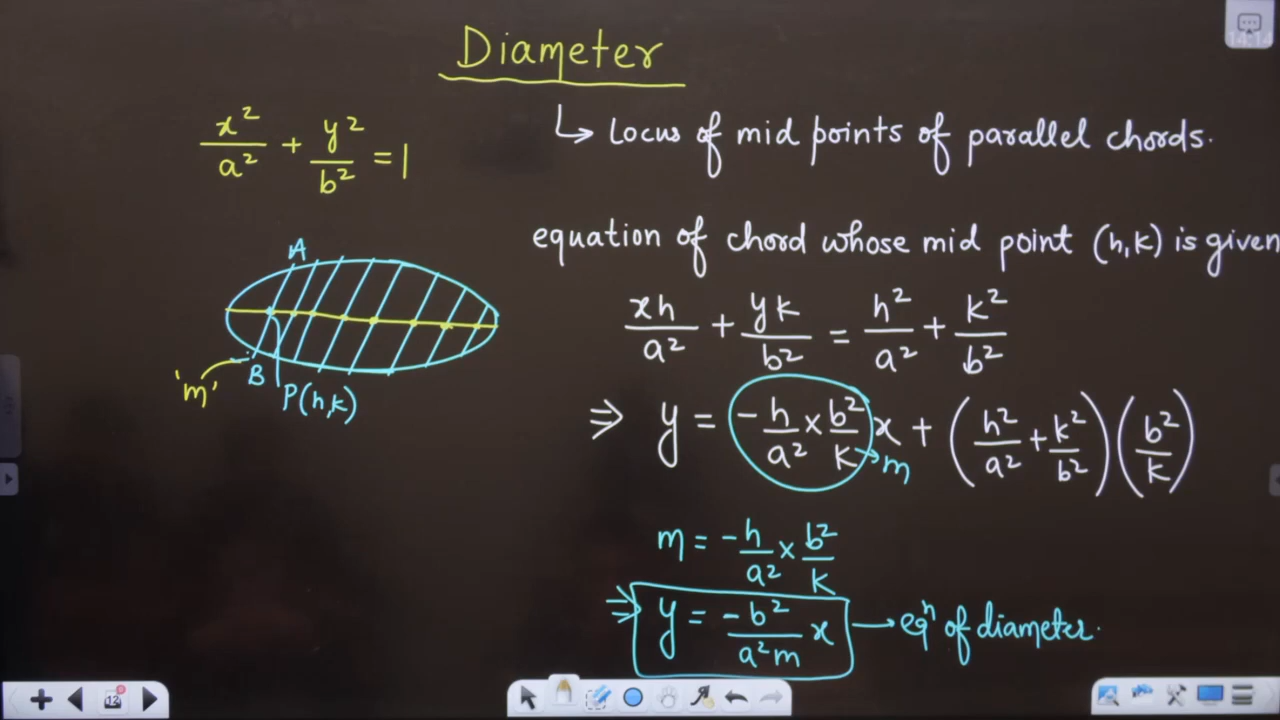 Diameter
x²/a² + y²/b² = 1
↳ Locus of mid points of parallel chords.
equation of chord whose mid point (h,k) is given
xh/a² + yk/b² = h²/a² + k²/b²
A
B
'm'
P(h,k)
⇒ y = -h/a² × b²/k x + (h²/a² + k²/b²)(b²/k)
→ m
m = -h/a² × b²/k
⇒ y = -b²/a²m x → eqⁿ of diameter.
12